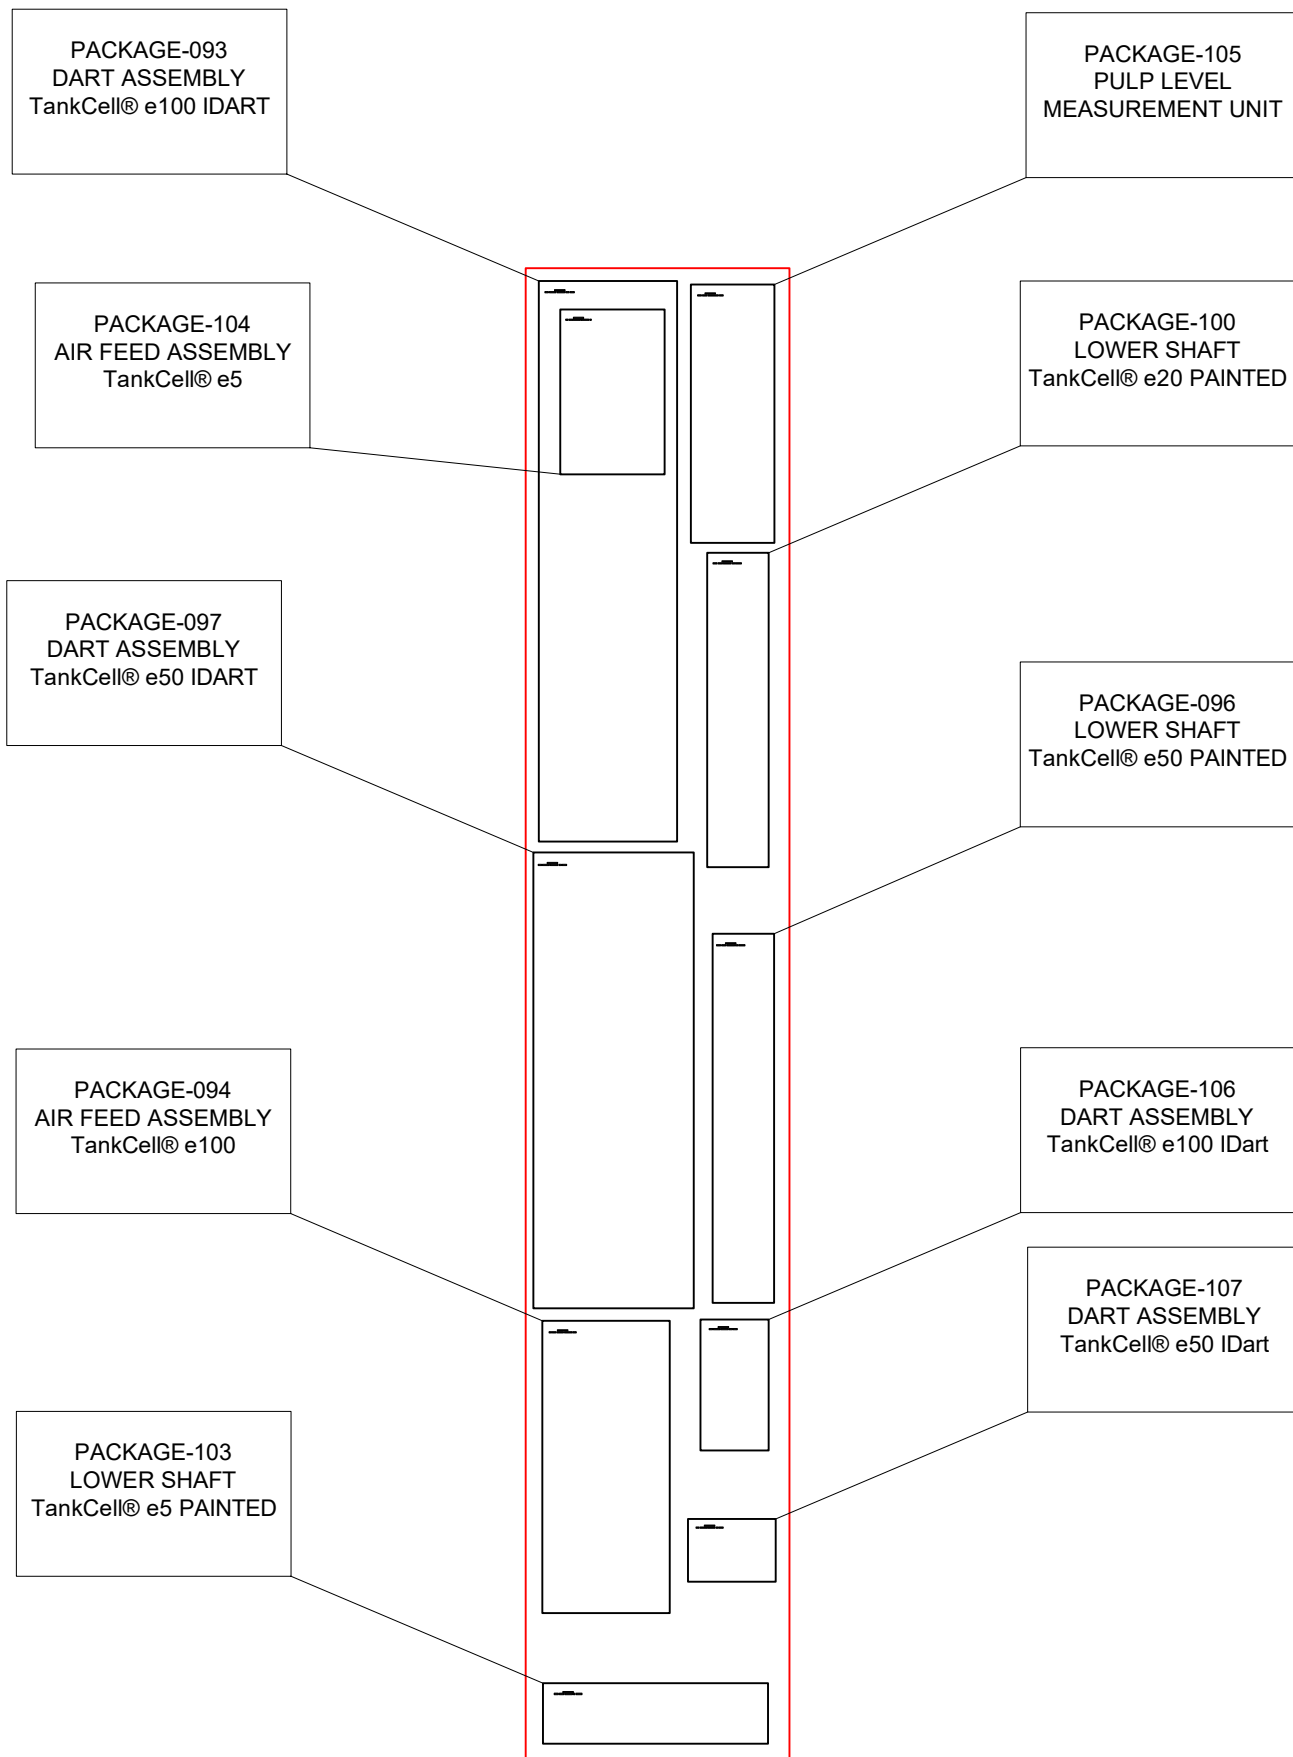 PACKAGE-093
DART ASSEMBLY
TankCell® e100 IDART
PACKAGE-105
PULP LEVEL
MEASUREMENT UNIT
PACKAGE-104
AIR FEED ASSEMBLY
TankCell® e5
PACKAGE-100
LOWER SHAFT
TankCell® e20 PAINTED
PACKAGE-097
DART ASSEMBLY
TankCell® e50 IDART
PACKAGE-096
LOWER SHAFT
TankCell® e50 PAINTED
PACKAGE-094
AIR FEED ASSEMBLY
TankCell® e100
PACKAGE-106
DART ASSEMBLY
TankCell® e100 IDart
PACKAGE-107
DART ASSEMBLY
TankCell® e50 IDart
PACKAGE-103
LOWER SHAFT
TankCell® e5 PAINTED